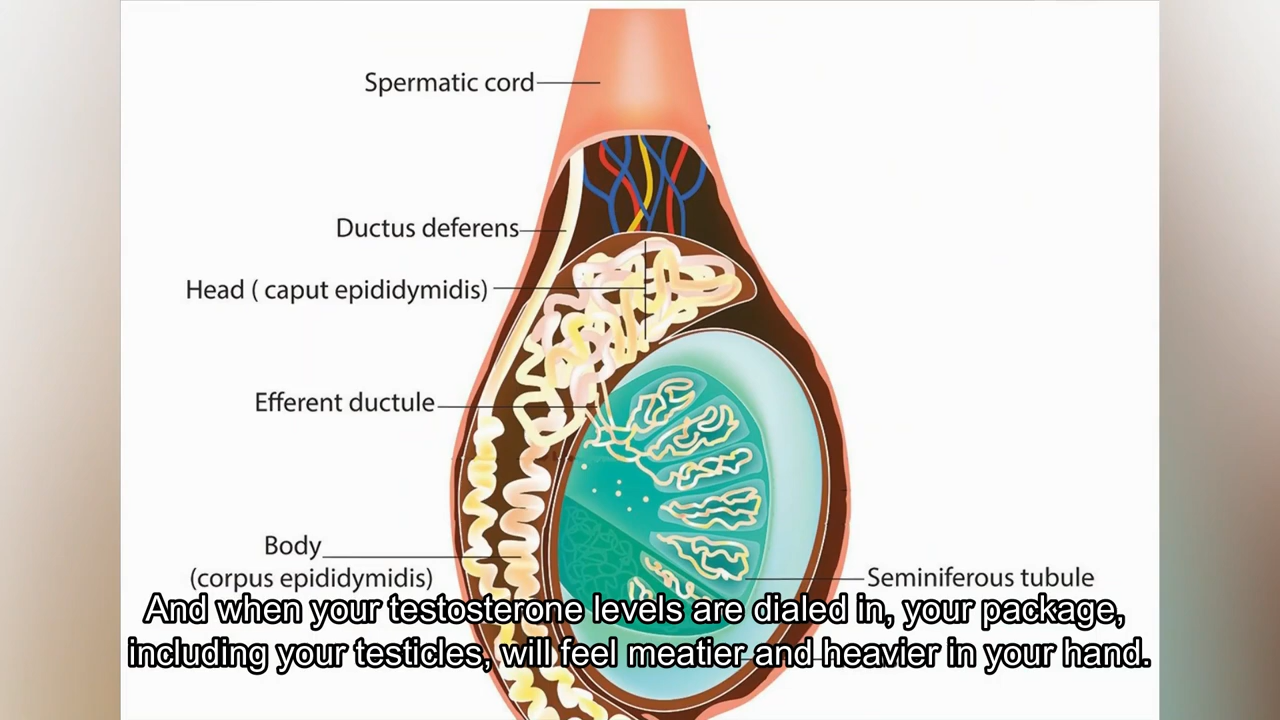 Spermatic cord
Ductus deferens
Head ( caput epididymidis)
Efferent ductule
Body
(corpus epididymidis)
Seminiferous tubule
And when your testosterone levels are dialed in, your package,
including your testicles, will feel meatier and heavier in your hand.